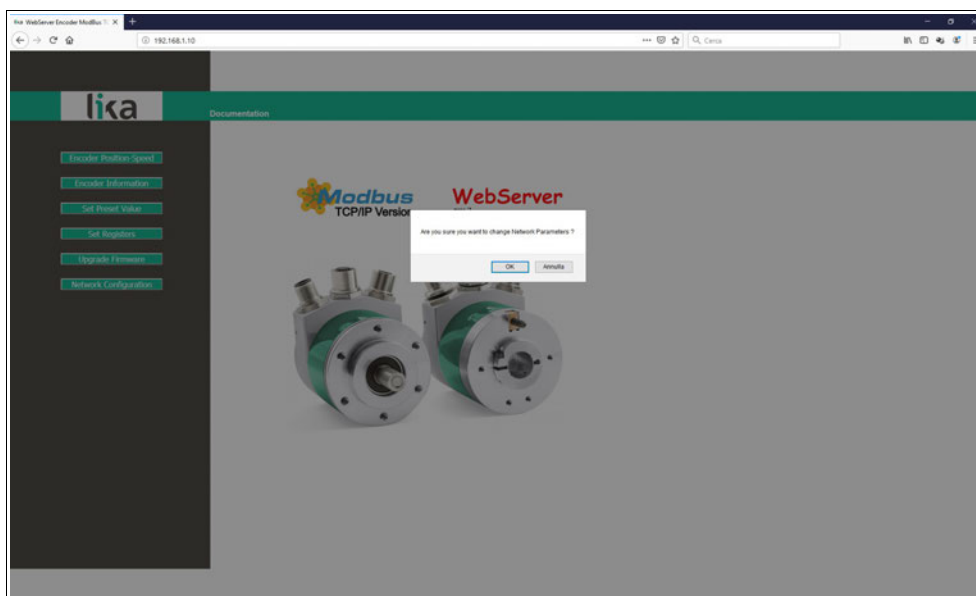 lika WebServer Encoder ModBus T
192.168.1.10
Cerca
lika
Documentation
Encoder Position-Speed
Encoder Information
Set Preset Value
Set Registers
Upgrade Firmware
Network Configuration
Modbus
TCP/IP Version
WebServer
Are you sure you want to change Network Parameters ?
OK
Annulla